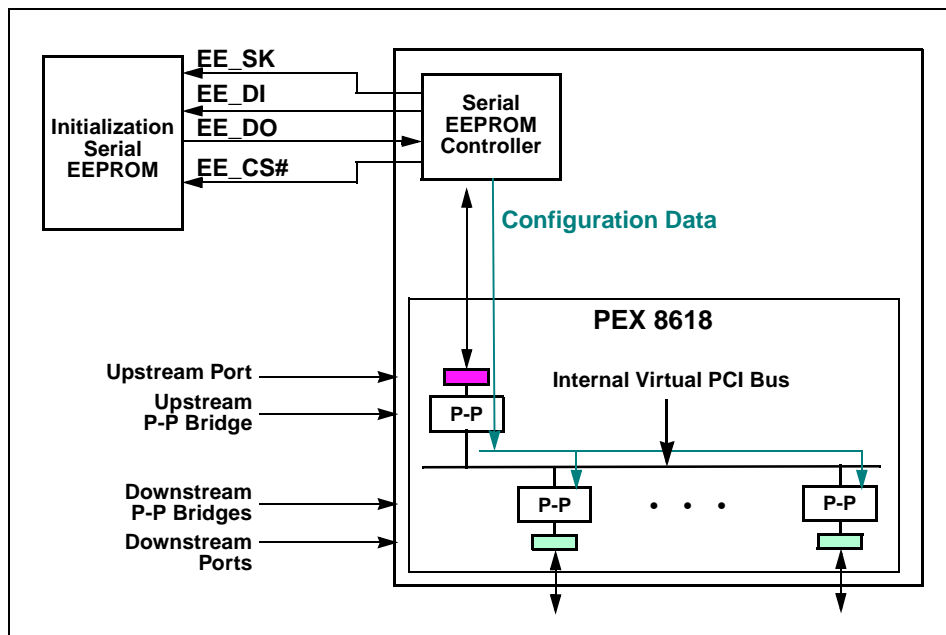 EE_SK
EE_DI
EE_DO
EE_CS#
Initialization
Serial
EEPROM
Serial
EEPROM
Controller
Configuration Data
PEX 8618
Upstream Port
Internal Virtual PCI Bus
Upstream
P-P Bridge
P-P
Downstream
P-P Bridges
P-P
• • •
P-P
Downstream
Ports